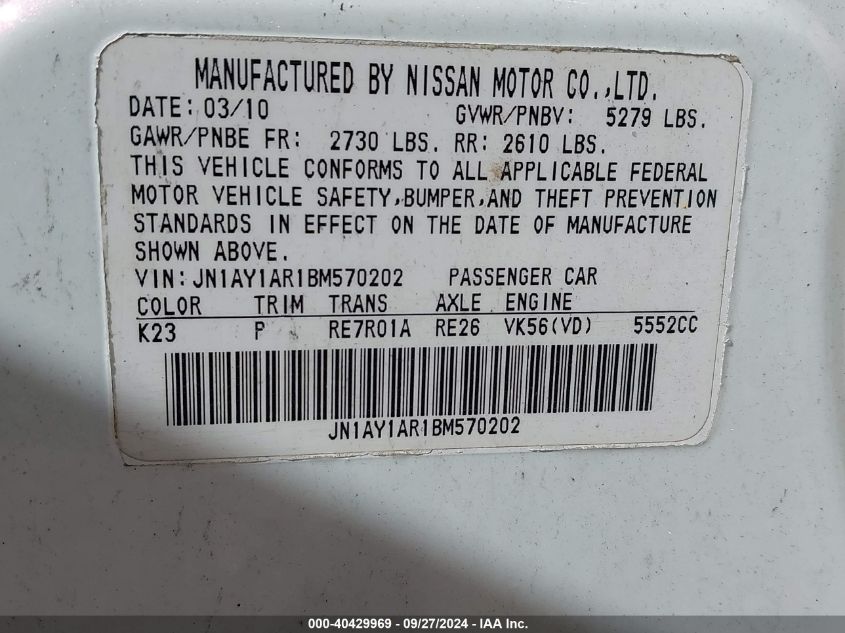 MANUFACTURED BY NISSAN MOTOR CO.,LTD.
DATE: 03/10 GVWR/PNBV: 5279 LBS.
GAWR/PNBE FR: 2730 LBS. RR: 2610 LBS.
THIS VEHICLE CONFORMS TO ALL APPLICABLE FEDERAL
MOTOR VEHICLE SAFETY,BUMPER,AND THEFT PREVENTION
STANDARDS IN EFFECT ON THE DATE OF MANUFACTURE
SHOWN ABOVE.
VIN: JN1AY1AR1BM570202 PASSENGER CAR
COLOR TRIM TRANS AXLE ENGINE
K23 P RE7R01A RE26 VK56(VD) 5552CC
JN1AY1AR1BM570202
000-40429969 - 09/27/2024 - IAA Inc.